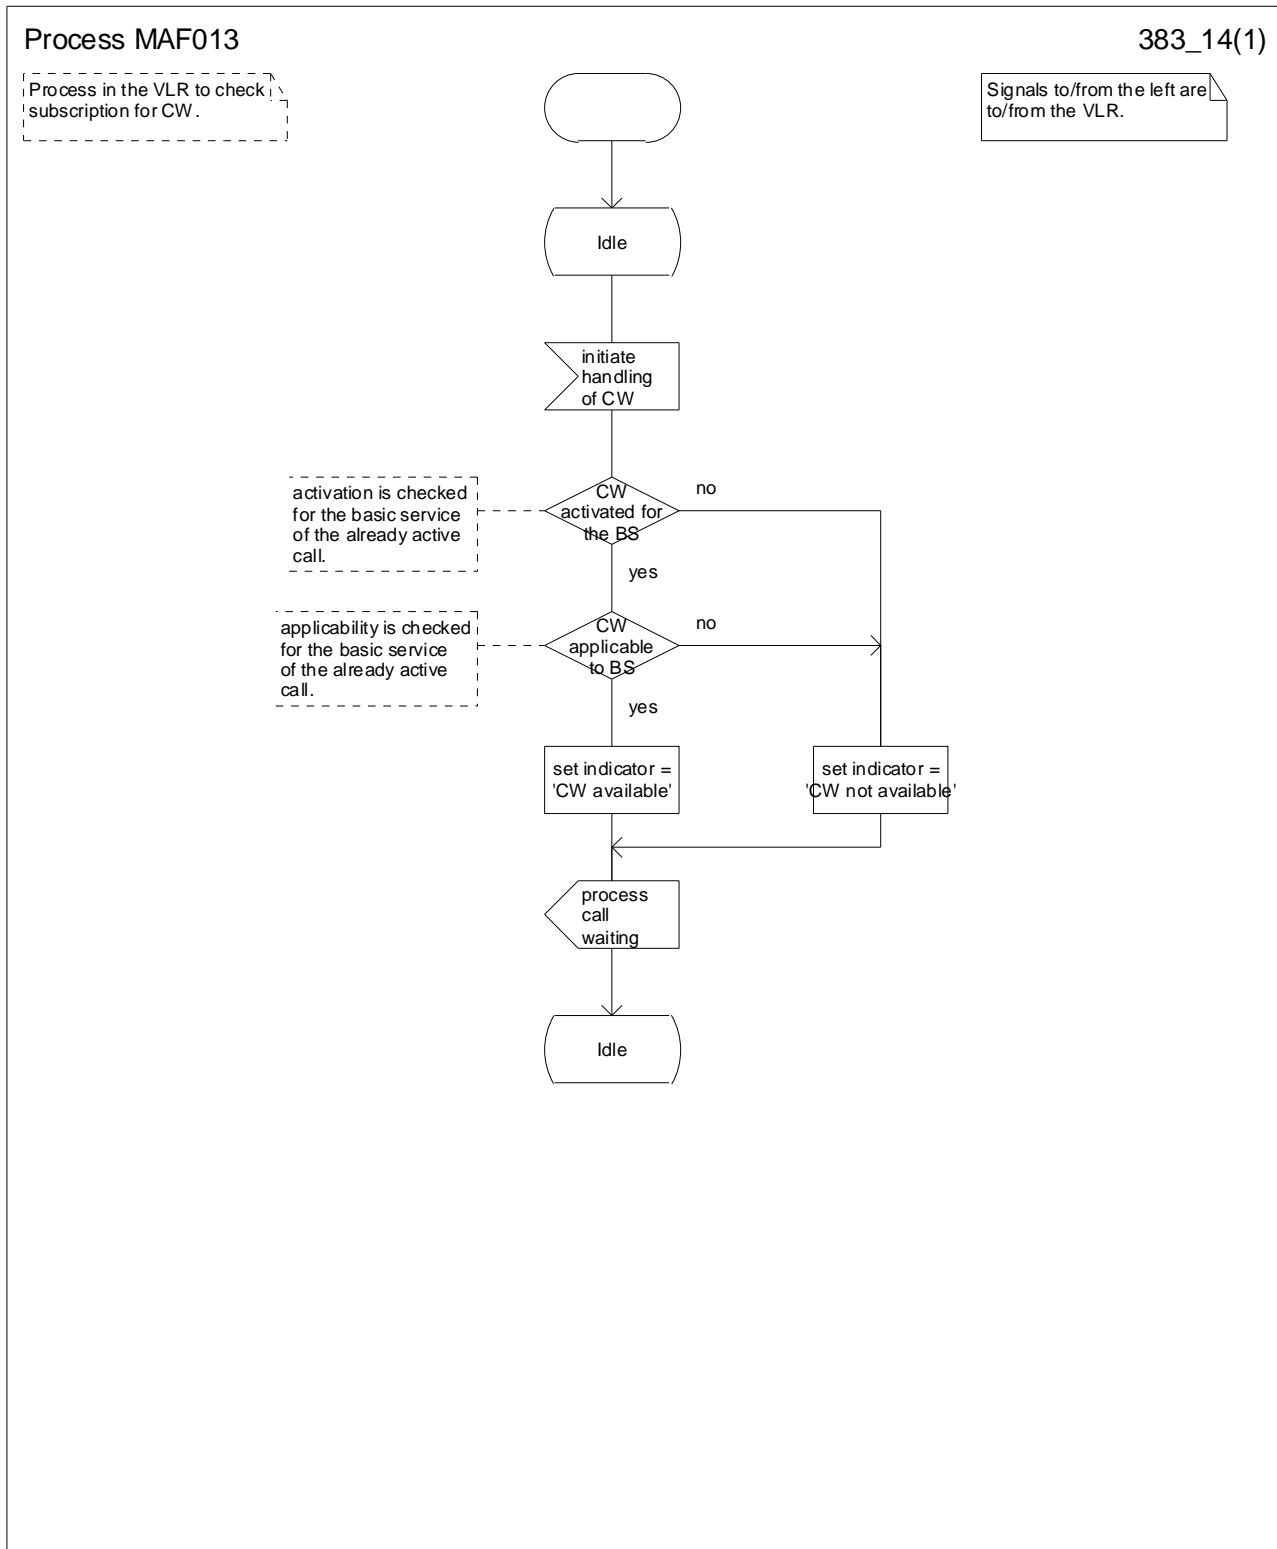 Process MAF013
383_14(1)
Process in the VLR to check
subscription for CW.
Signals to/from the left are
to/from the VLR.
Idle
initiate
handling
of CW
activation is checked
for the basic service
of the already active
call.
CW
activated for
the BS
no
yes
applicability is checked
for the basic service
of the already active
call.
CW
applicable
to BS
no
yes
set indicator =
'CW available'
set indicator =
'CW not available'
process
call
waiting
Idle